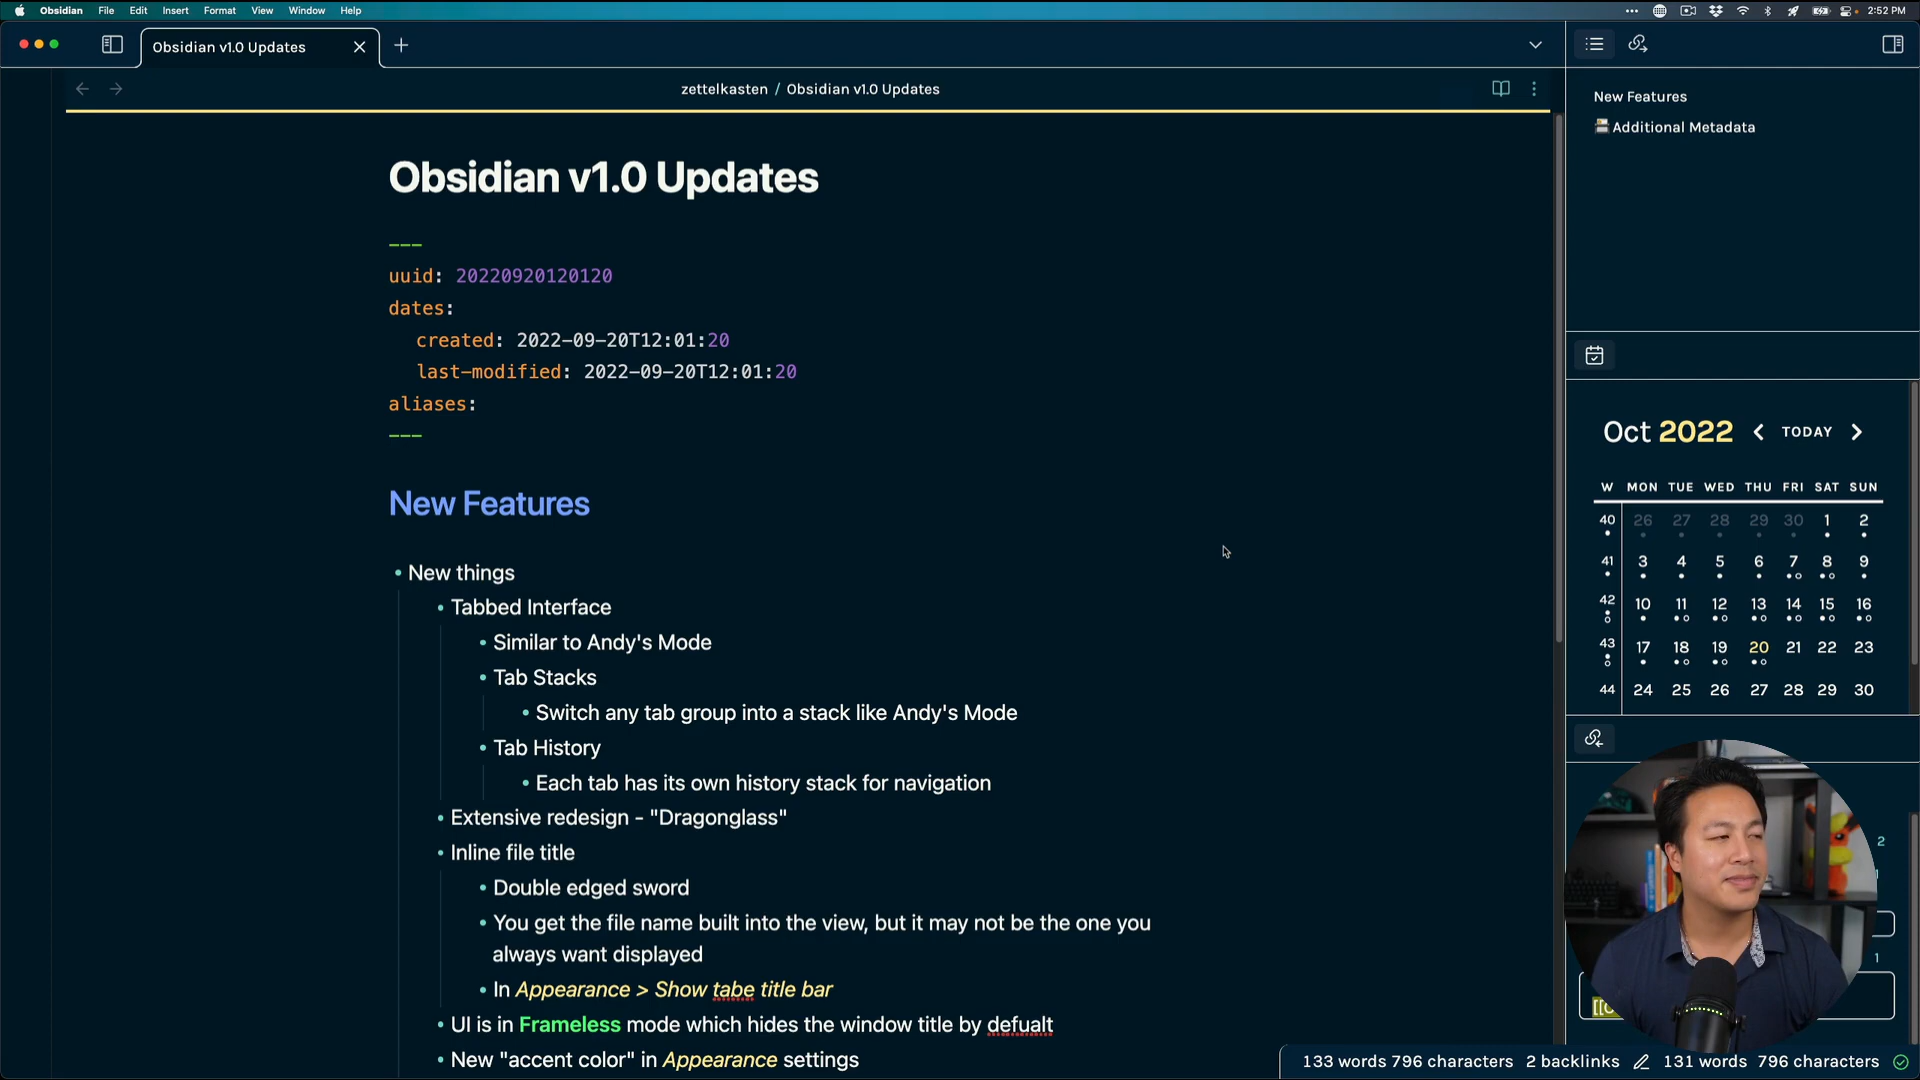 Obsidian File Edit Insert Format View Window Help 2:52 PM
Obsidian v1.0 Updates
zettelkasten / Obsidian v1.0 Updates
Obsidian v1.0 Updates
---
uuid: 20220920120120
dates:
created: 2022-09-20T12:01:20
last-modified: 2022-09-20T12:01:20
aliases:
---
New Features
• New things
• Tabbed Interface
• Similar to Andy's Mode
• Tab Stacks
• Switch any tab group into a stack like Andy's Mode
• Tab History
• Each tab has its own history stack for navigation
• Extensive redesign - "Dragonglass"
• Inline file title
• Double edged sword
• You get the file name built into the view, but it may not be the one you
always want displayed
• In Appearance > Show tabe title bar
• UI is in Frameless mode which hides the window title by defualt
• New "accent color" in Appearance settings
New Features
Additional Metadata
Oct 2022 TODAY
W MON TUE WED THU FRI SAT SUN
40 26 27 28 29 30 1 2
41 3 4 5 6 7 8 9
42 10 11 12 13 14 15 16
43 17 18 19 20 21 22 23
44 24 25 26 27 28 29 30
2
1
133 words 796 characters 2 backlinks 131 words 796 characters